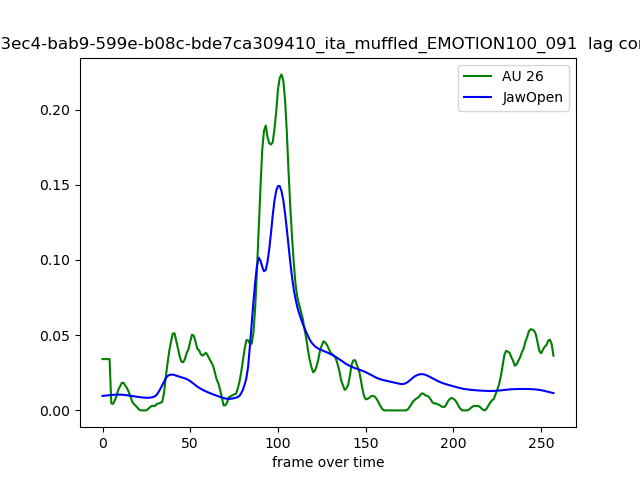 3ec4-bab9-599e-b08c-bde7ca309410_ita_muffled_EMOTION100_091 lag
AU 26
JawOpen
0.20
0.15
0.10
0.05
0.00
0 50 100 150 200 250
frame over time